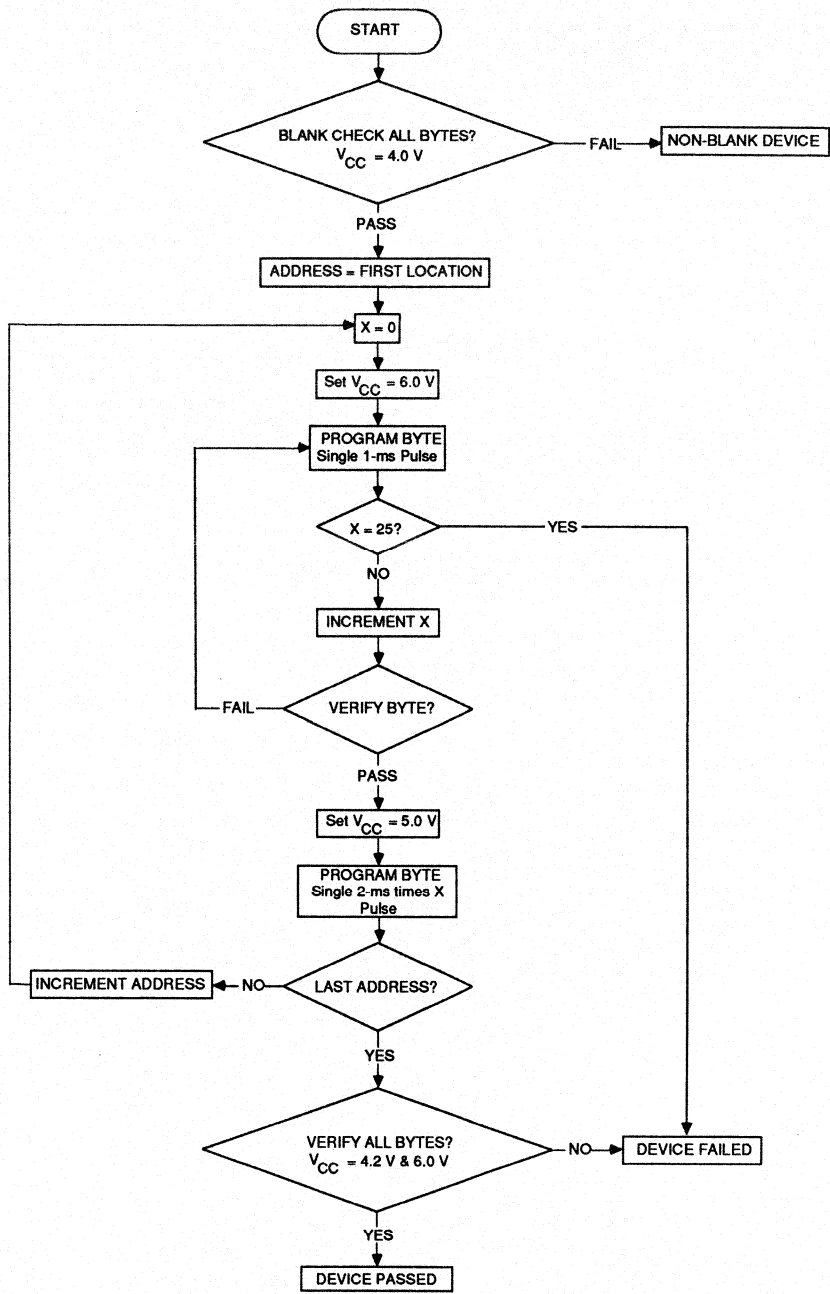 START
BLANK CHECK ALL BYTES?
VCC = 4.0 V
FAIL
NON-BLANK DEVICE
PASS
ADDRESS = FIRST LOCATION
X = 0
Set VCC = 6.0 V
PROGRAM BYTE
Single 1-ms Pulse
X = 25?
YES
NO
INCREMENT X
VERIFY BYTE?
FAIL
PASS
Set VCC = 5.0 V
PROGRAM BYTE
Single 2-ms times X
Pulse
LAST ADDRESS?
NO
INCREMENT ADDRESS
YES
VERIFY ALL BYTES?
VCC = 4.2 V & 6.0 V
NO
DEVICE FAILED
YES
DEVICE PASSED